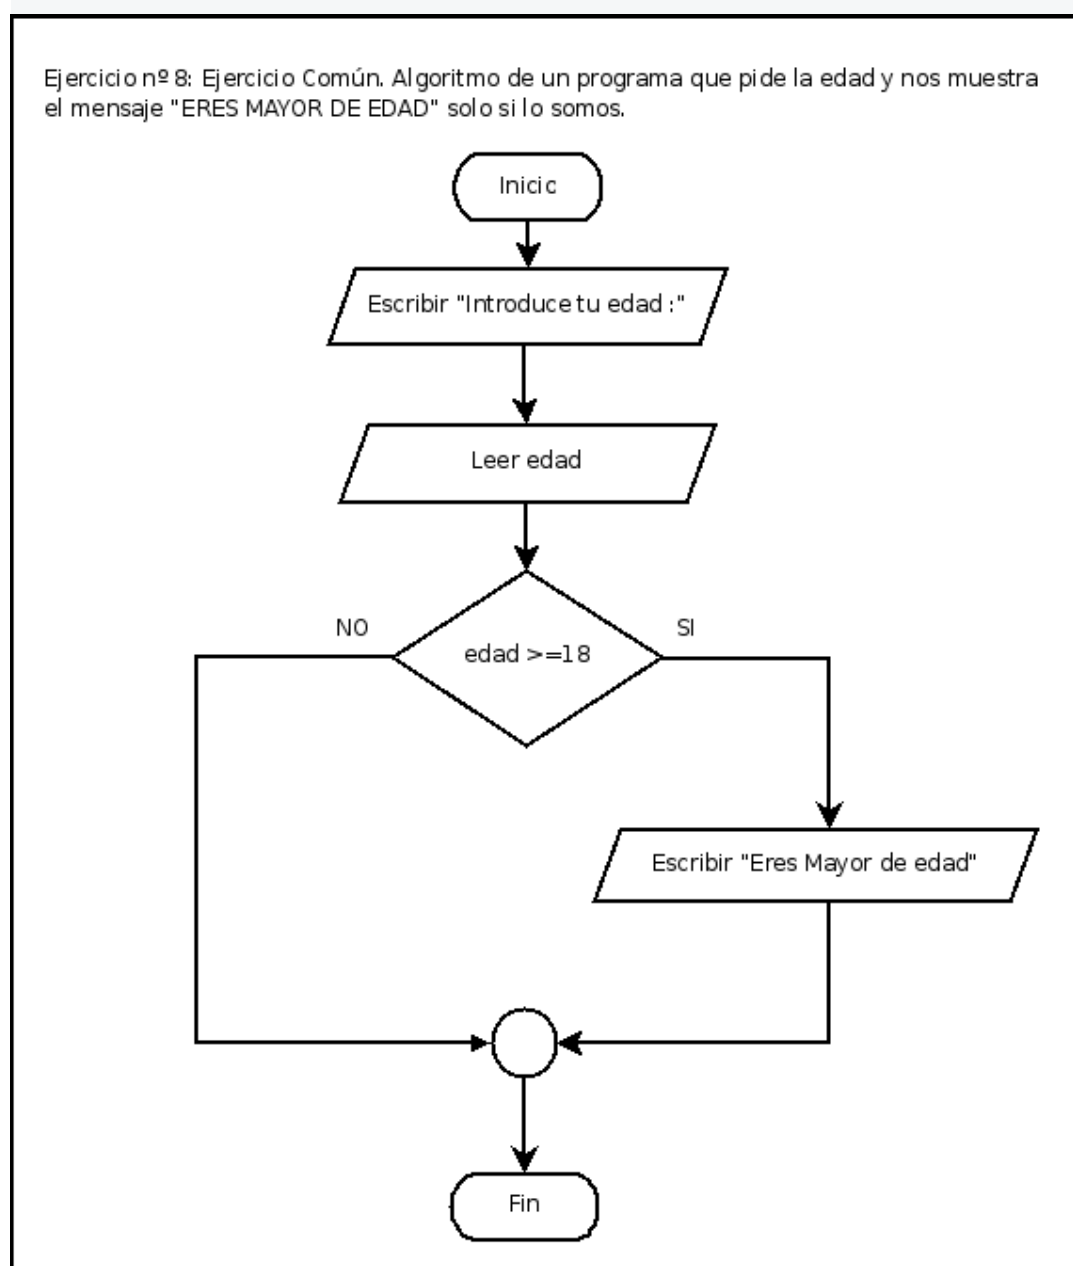 Ejercicio nº 8: Ejercicio Común. Algoritmo de un programa que pide la edad y nos muestra
el mensaje "ERES MAYOR DE EDAD" solo si lo somos.
Inicic
Escribir "Introduce tu edad :"
Leer edad
NO
SI
edad >=18
Escribir "Eres Mayor de edad"
Fin